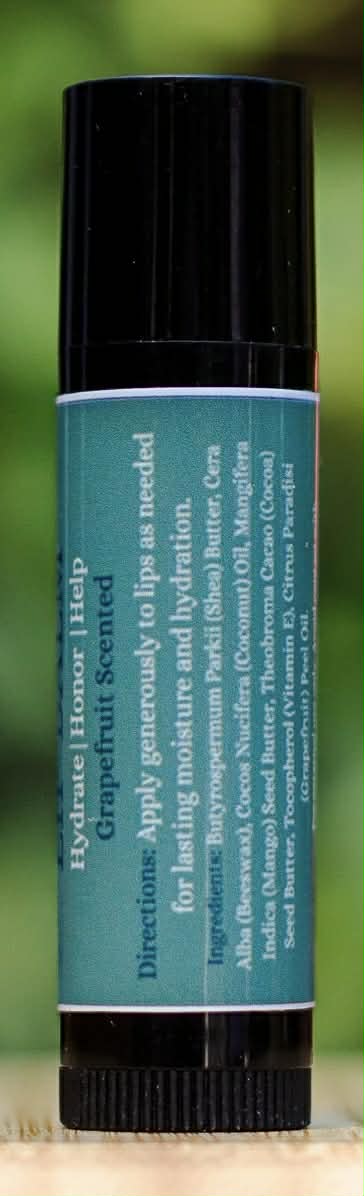 LIP BALM
Hydrate | Honor | Help
Grapefruit Scented
Directions: Apply generously to lips as needed
for lasting moisture and hydration.
Ingredients: Butyrospermum Parkii (Shea) Butter, Cera
Alba (Beeswax), Cocos Nucifera (Coconut) Oil, Mangifera
Indica (Mango) Seed Butter, Theobroma Cacao (Cocoa)
Seed Butter, Tocopherol (Vitamin E), Citrus Paradisi
(Grapefruit) Peel Oil.